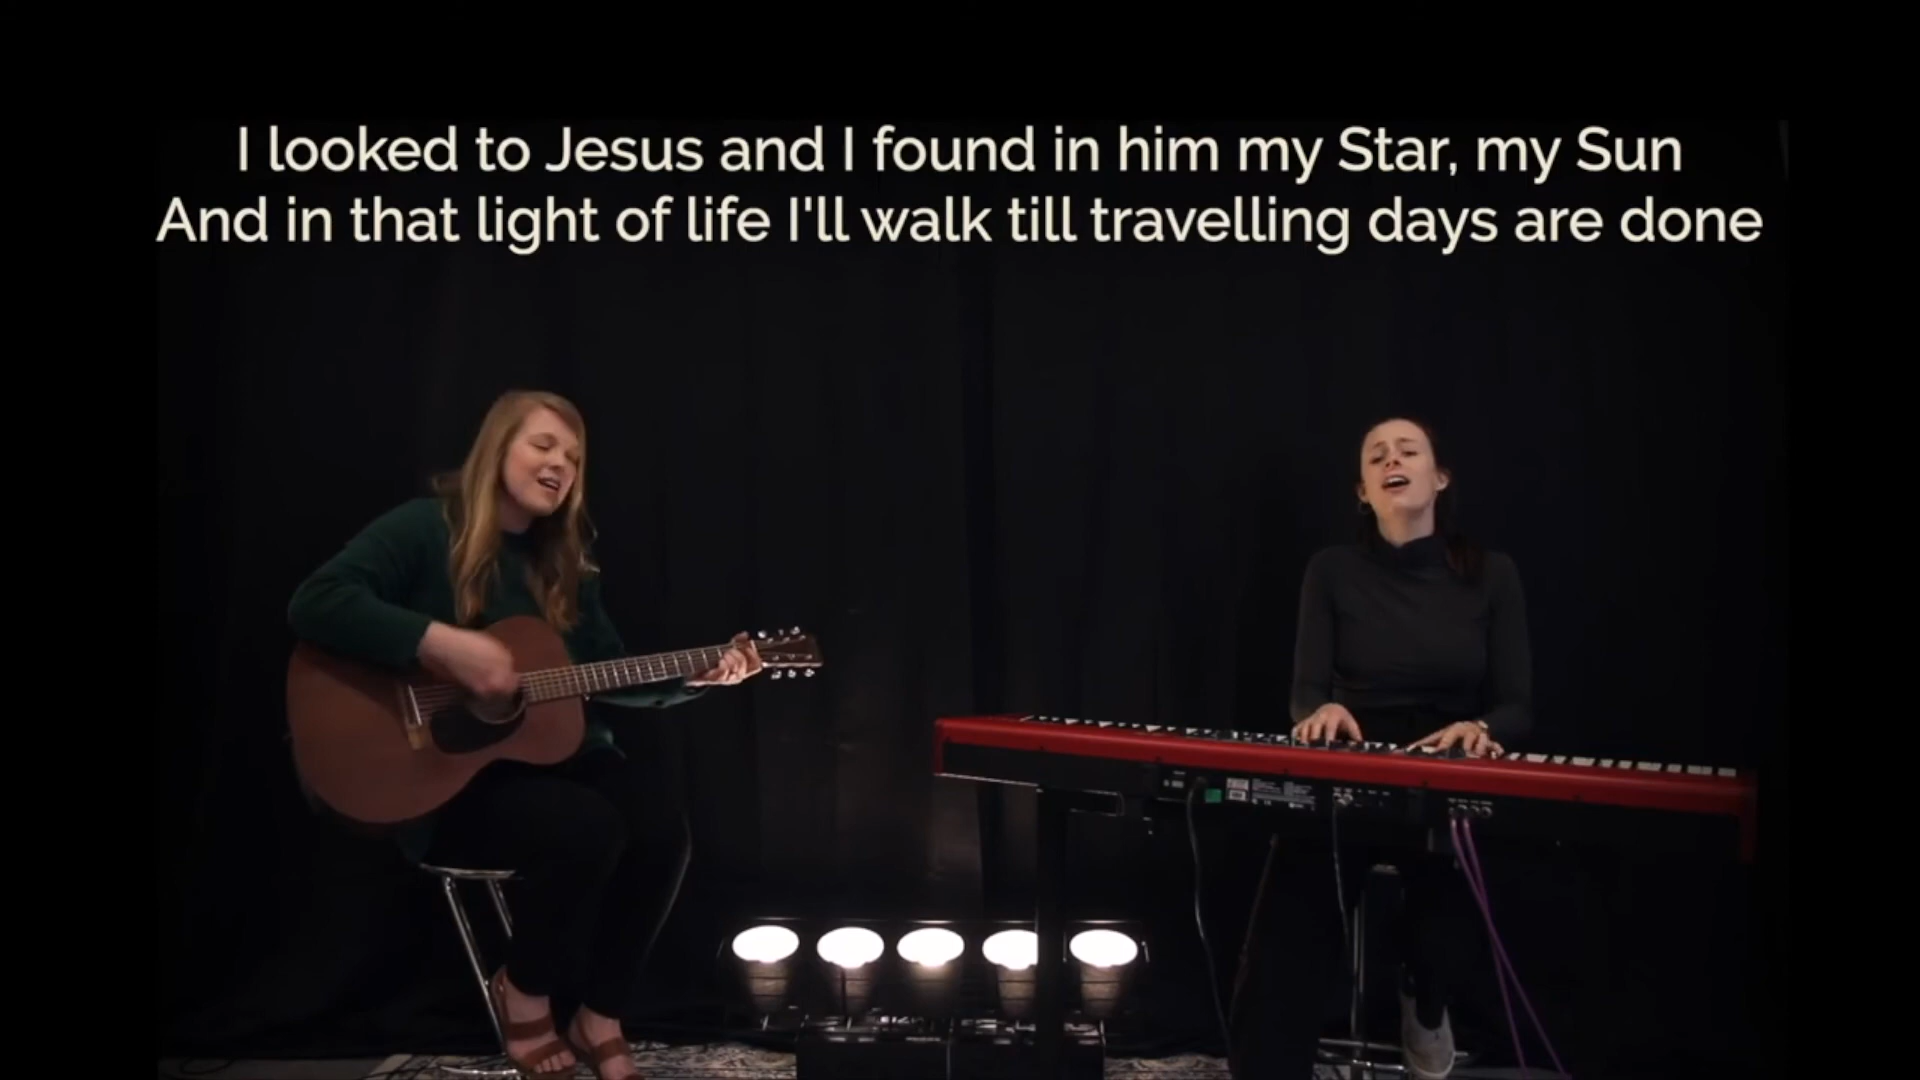 I looked to Jesus and I found in him my Star, my Sun
And in that light of life I'll walk till travelling days are done